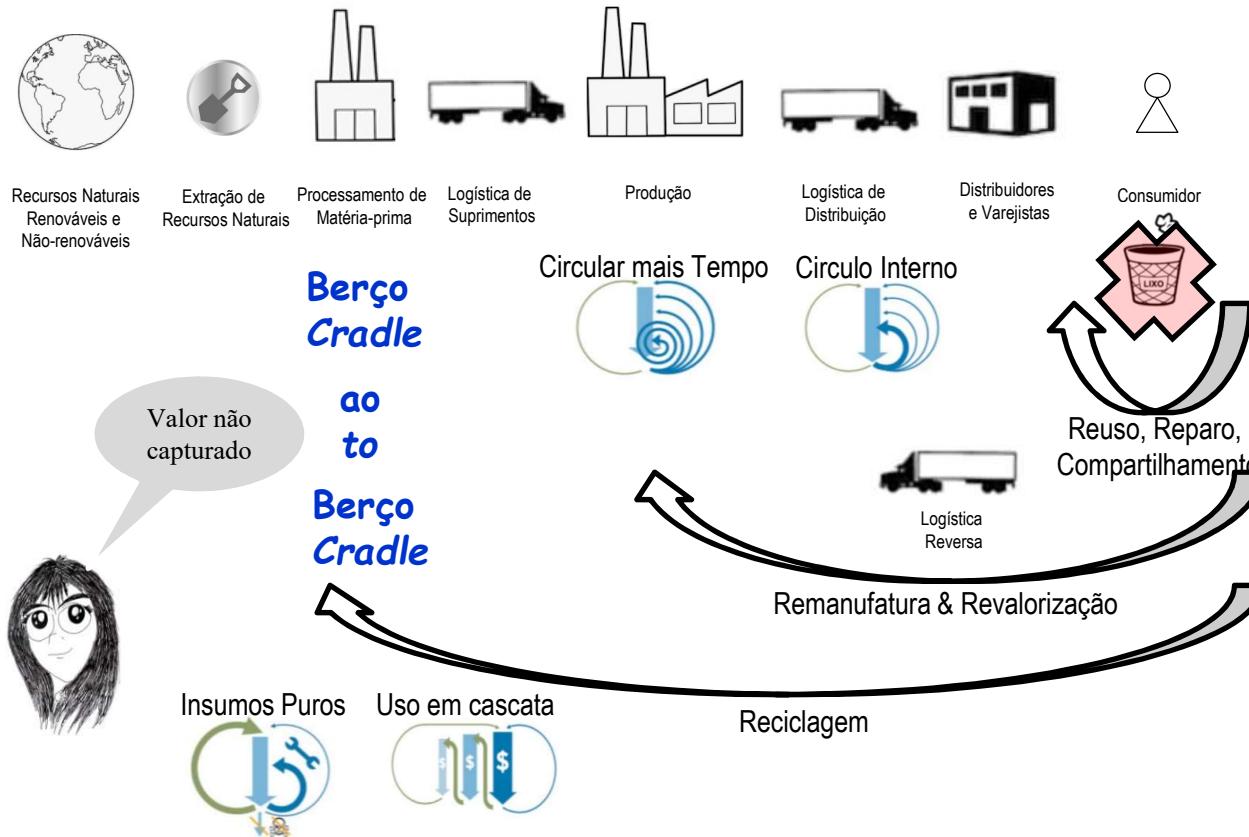 Recursos Naturais
Renováveis e
Não-renováveis
Extração de
Recursos Naturais
Processamento de
Matéria-prima
Logística de
Suprimentos
Produção
Logística de
Distribuição
Distribuidores
e Varejistas
Consumidor
LIXO
Circular mais Tempo
Circulo Interno
Berço
Cradle
ao
to
Berço
Cradle
Valor não
capturado
Reuso, Reparo,
Compartilhamento
Logística
Reversa
Remanufatura & Revalorização
Reciclagem
Insumos Puros
Uso em cascata
$ $ $